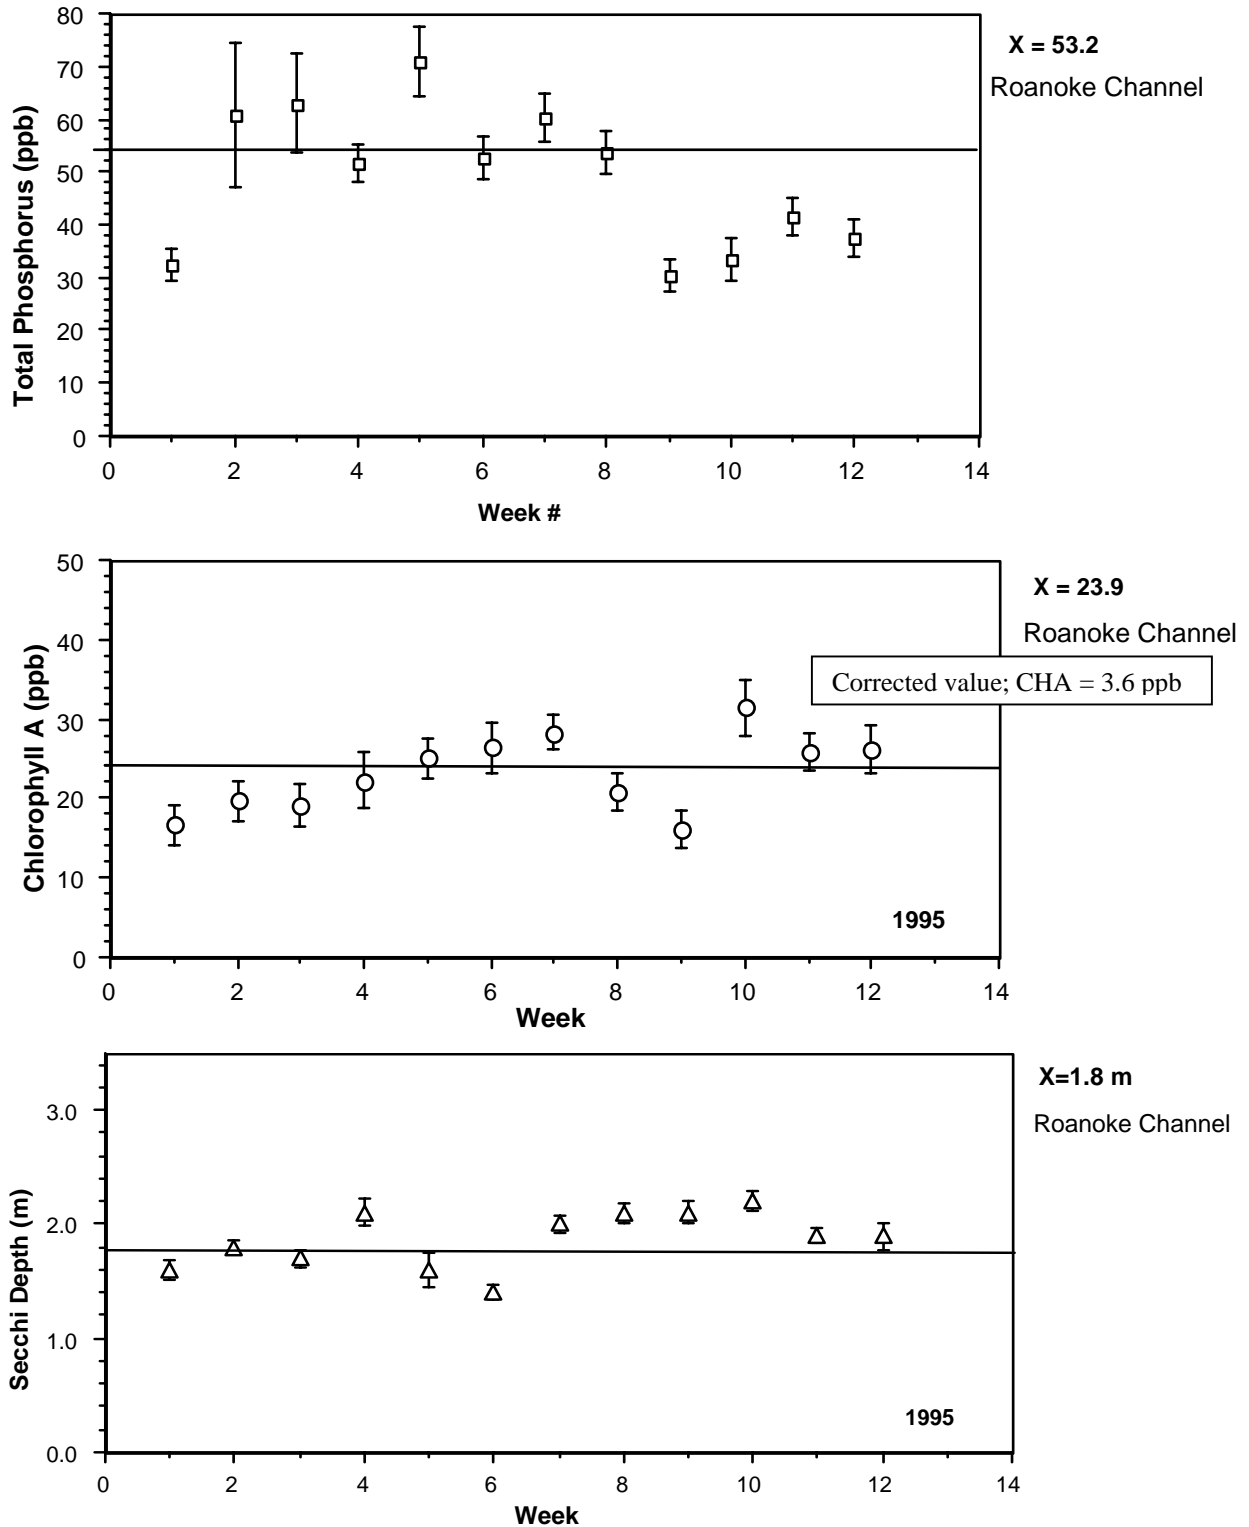 80
70
60
50
40
30
20
10
0
Total Phosphorus (ppb)
0 2 4 6 8 10 12 14
Week #
X = 53.2
Roanoke Channel
50
40
30
20
10
0
Chlorophyll A (ppb)
0 2 4 6 8 10 12 14
Week
X = 23.9
Roanoke Channel
Corrected value; CHA = 3.6 ppb
1995
3.0
2.0
1.0
0.0
Secchi Depth (m)
0 2 4 6 8 10 12 14
Week
X=1.8 m
Roanoke Channel
1995